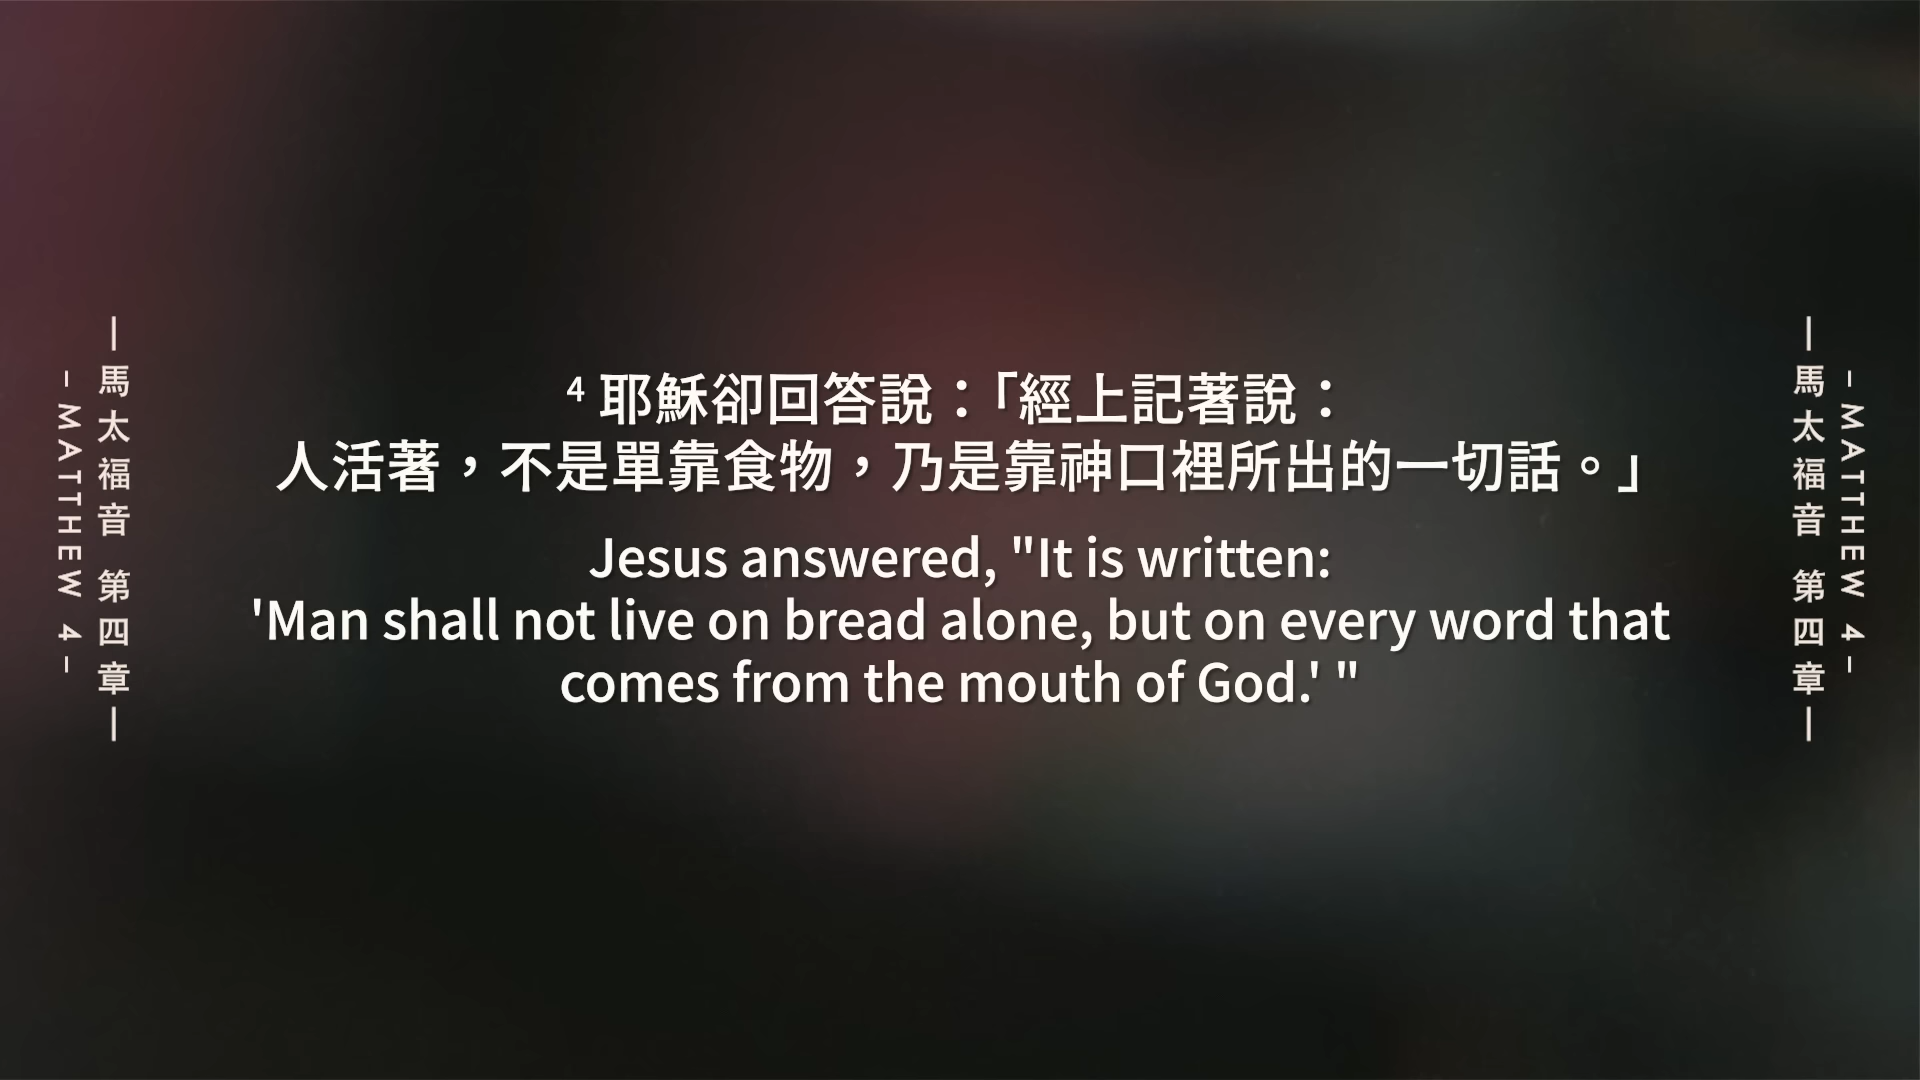 — 馬太福音 第四章 —
– MATTHEW 4 –
⁴ 耶穌卻回答說：「經上記著說：
人活著，不是單靠食物，乃是靠神口裡所出的一切話。」
Jesus answered, "It is written:
'Man shall not live on bread alone, but on every word that
comes from the mouth of God.' "
– MATTHEW 4 –
— 馬太福音 第四章 —